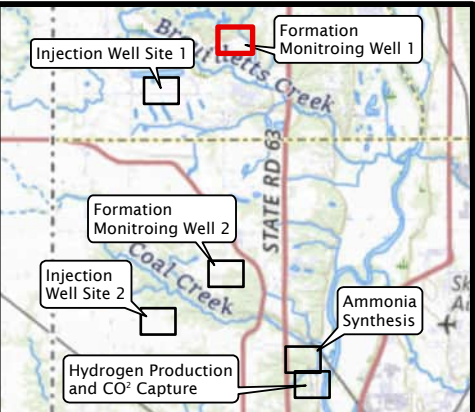 Brouilletts Creek
Formation
Monitroing Well 1
Injection Well Site 1
STATE RD 63
Formation
Monitroing Well 2
Coal Creek
Injection
Well Site 2
Ammonia
Synthesis
Hydrogen Production
and CO² Capture